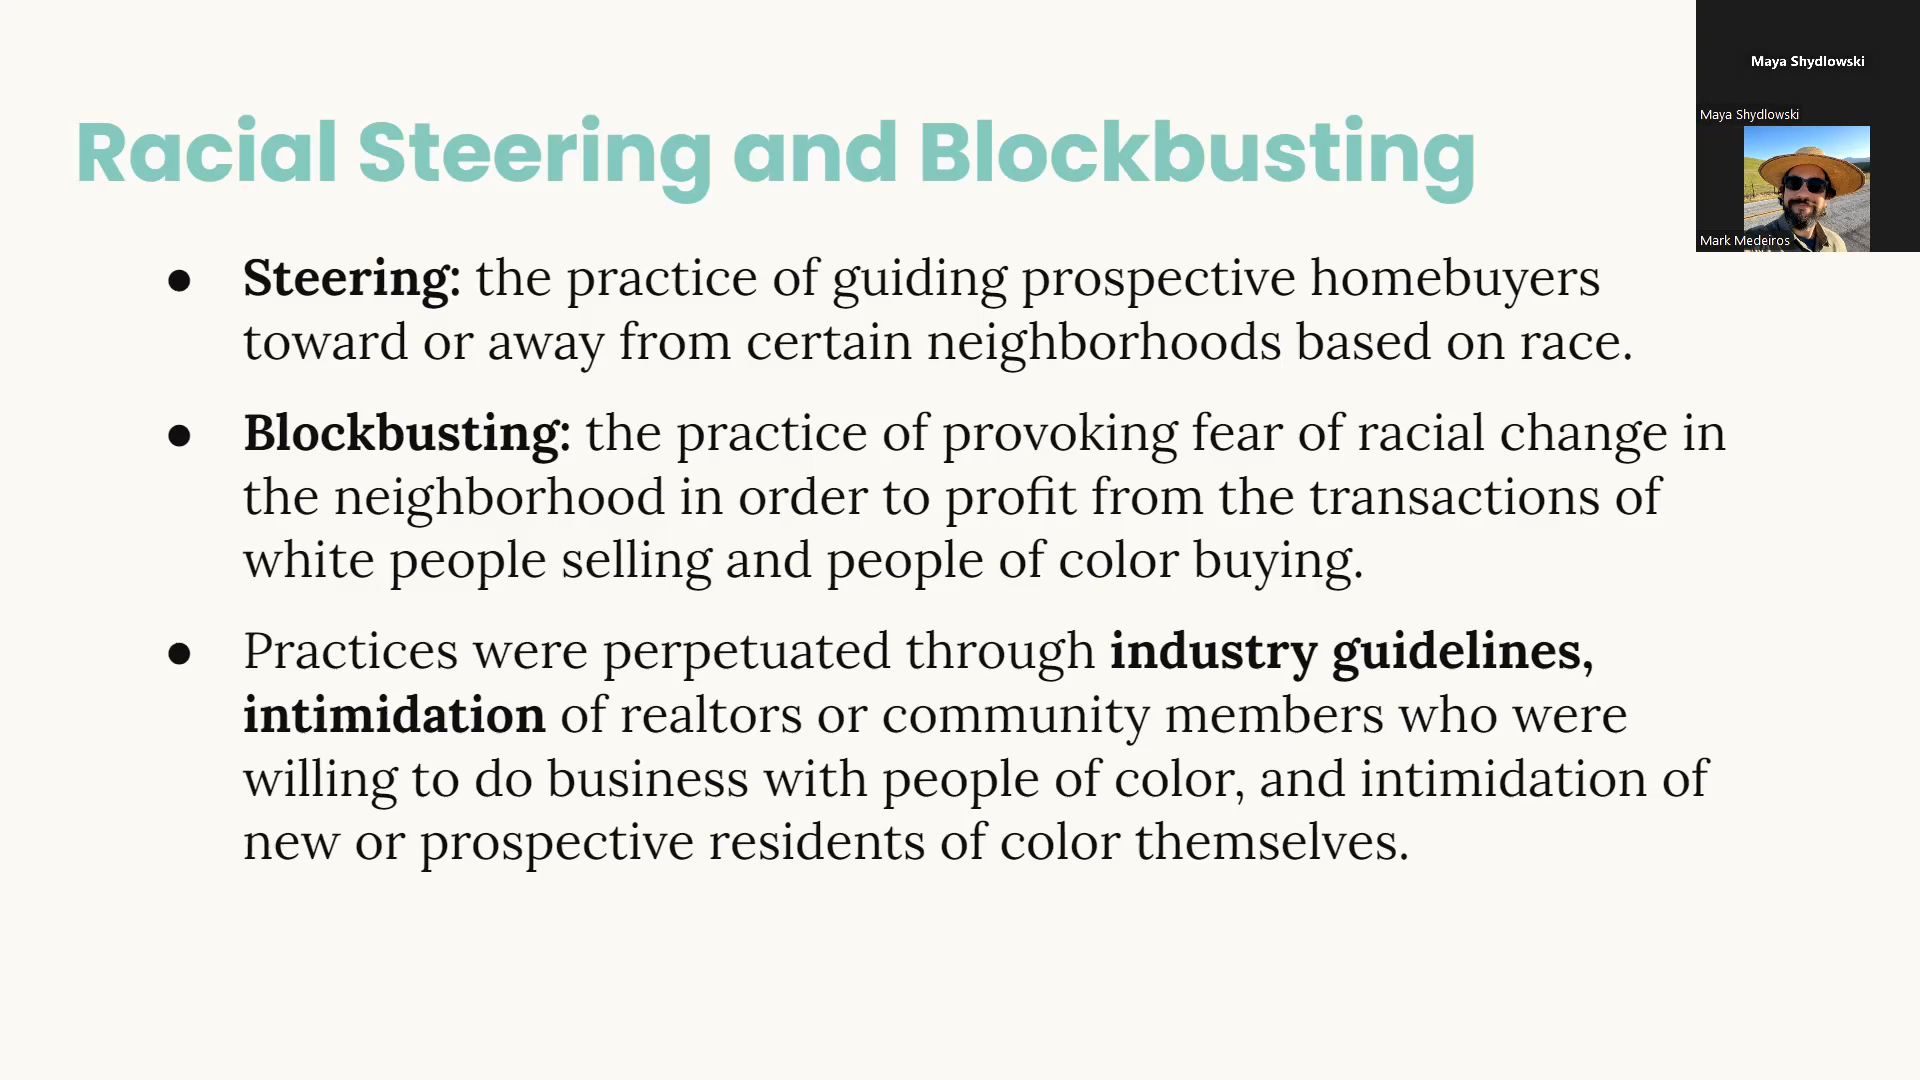 Racial Steering and Blockbusting
● Steering: the practice of guiding prospective homebuyers
toward or away from certain neighborhoods based on race.
● Blockbusting: the practice of provoking fear of racial change in
the neighborhood in order to profit from the transactions of
white people selling and people of color buying.
● Practices were perpetuated through industry guidelines,
intimidation of realtors or community members who were
willing to do business with people of color, and intimidation of
new or prospective residents of color themselves.
Maya Shydlowski
Maya Shydlowski
Mark Medeiros